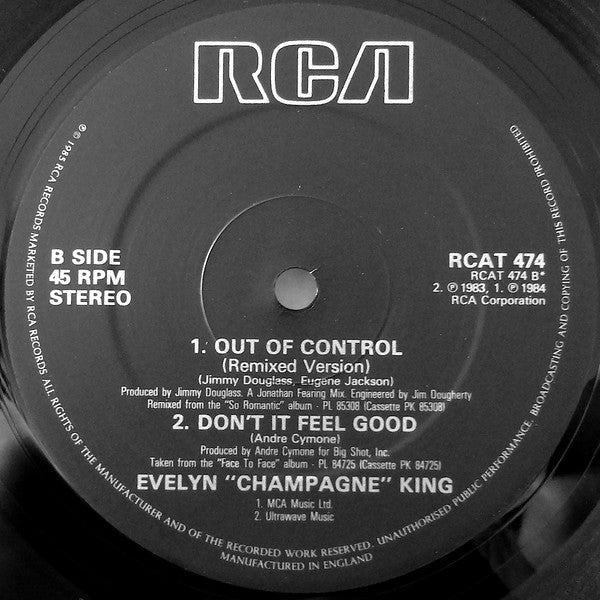 RCA
B SIDE
45 RPM
STEREO
RCAT 474
RCAT 474 B*
2. ℗ 1983, 1. ℗ 1984
RCA Corporation
1. OUT OF CONTROL
(Remixed Version)
(Jimmy Douglass, Eugene Jackson)
Produced by Jimmy Douglass. A Jonathan Fearing Mix. Engineered by Jim Dougherty
Remixed from the "So Romantic" album - PL 85308 (Cassette PK 85308)
2. DON'T IT FEEL GOOD
(Andre Cymone)
Produced by Andre Cymone for Big Shot, Inc.
Taken from the "Face To Face" album - PL 84725 (Cassette PK 84725)
EVELYN "CHAMPAGNE" KING
1. MCA Music Ltd.
2. Ultrawave Music
℗ © 1985 RCA RECORDS MARKETED BY RCA RECORDS. ALL RIGHTS OF THE MANUFACTURER AND OF THE RECORDED WORK RESERVED. UNAUTHORISED PUBLIC PERFORMANCE, BROADCASTING AND COPYING OF THIS RECORD PROHIBITED
MANUFACTURED IN ENGLAND